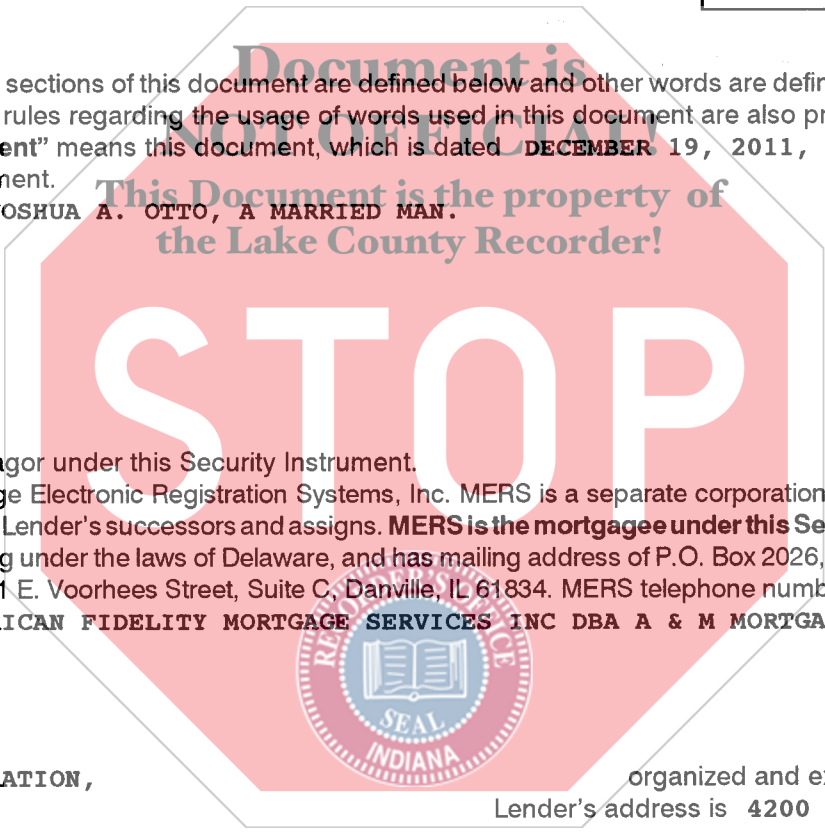 Document is
sections of this document are defined below and other words are defin
rules regarding the usage of words used in this document are also pr
NOT OFFICIAL!
ent” means this document, which is dated DECEMBER 19, 2011,
ment.
This Document is the property of
OSHUA A. OTTO, A MARRIED MAN.
the Lake County Recorder!
STOP
agor under this Security Instrument.
ge Electronic Registration Systems, Inc. MERS is a separate corporation
Lender's successors and assigns. MERS is the mortgagee under this Se
g under the laws of Delaware, and has mailing address of P.O. Box 2026,
1 E. Voorhees Street, Suite C, Danville, IL 61834. MERS telephone numb
ICAN FIDELITY MORTGAGE SERVICES INC DBA A & M MORTGA
RECORDER'S OFFICE
SEAL
INDIANA
ATION,
organized and ex
Lender's address is 4200